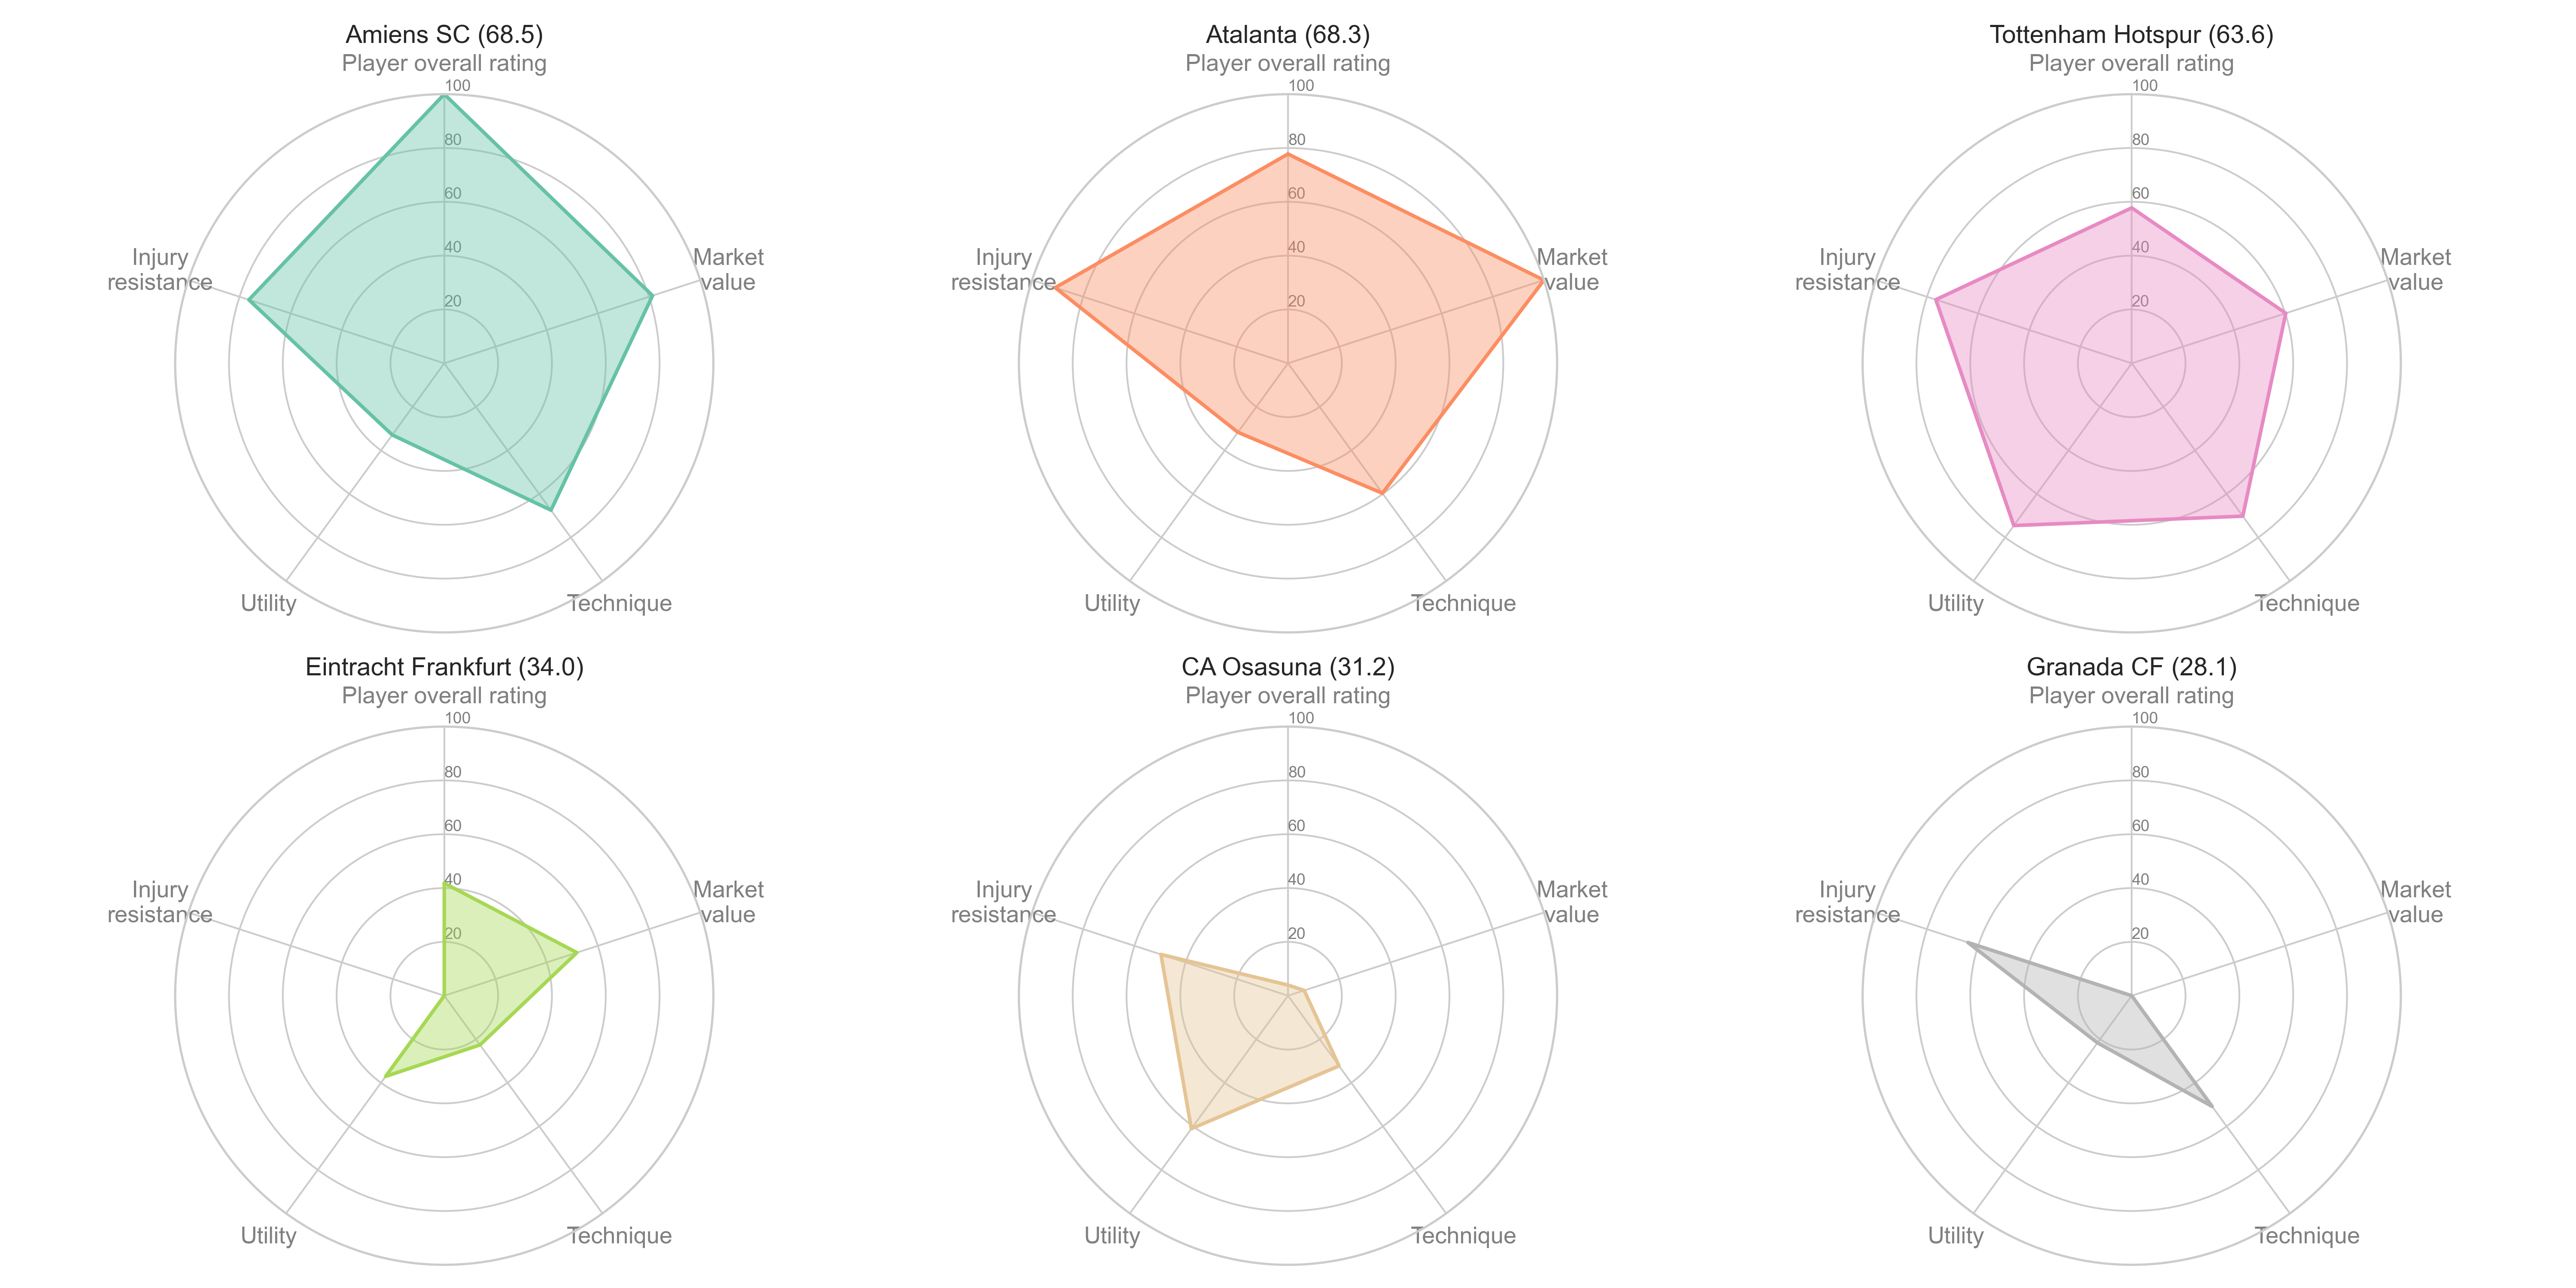 Amiens SC (68.5)
Player overall rating
100
80
60
40
20
Injury
resistance
Market
value
Utility
Technique
Atalanta (68.3)
Player overall rating
100
80
60
40
20
Injury
resistance
Market
value
Utility
Technique
Tottenham Hotspur (63.6)
Player overall rating
100
80
60
40
20
Injury
resistance
Market
value
Utility
Technique
Eintracht Frankfurt (34.0)
Player overall rating
100
80
60
40
20
Injury
resistance
Market
value
Utility
Technique
CA Osasuna (31.2)
Player overall rating
100
80
60
40
20
Injury
resistance
Market
value
Utility
Technique
Granada CF (28.1)
Player overall rating
100
80
60
40
20
Injury
resistance
Market
value
Utility
Technique